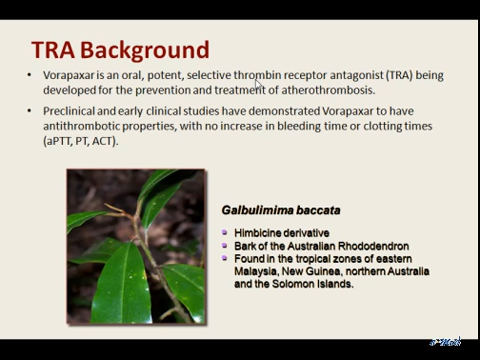 TRA Background
• Vorapaxar is an oral, potent, selective thrombin receptor antagonist (TRA) being
developed for the prevention and treatment of atherothrombosis.
• Preclinical and early clinical studies have demonstrated Vorapaxar to have
antithrombotic properties, with no increase in bleeding time or clotting times
(aPTT, PT, ACT).
Galbulimima baccata
Himbicine derivative
Bark of the Australian Rhododendron
Found in the tropical zones of eastern
Malaysia, New Guinea, northern Australia
and the Solomon Islands.